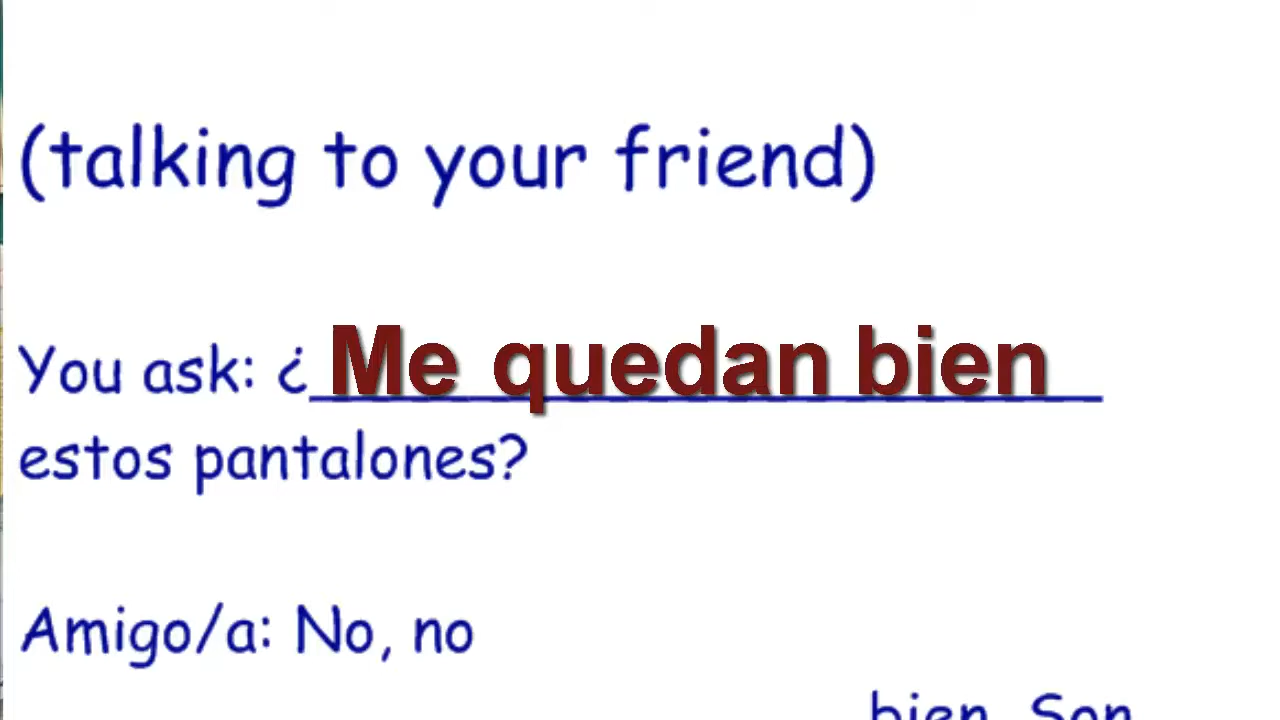 (talking to your friend)
You ask: ¿ Me quedan bien
estos pantalones?
Amigo/a: No, no
bien. Son